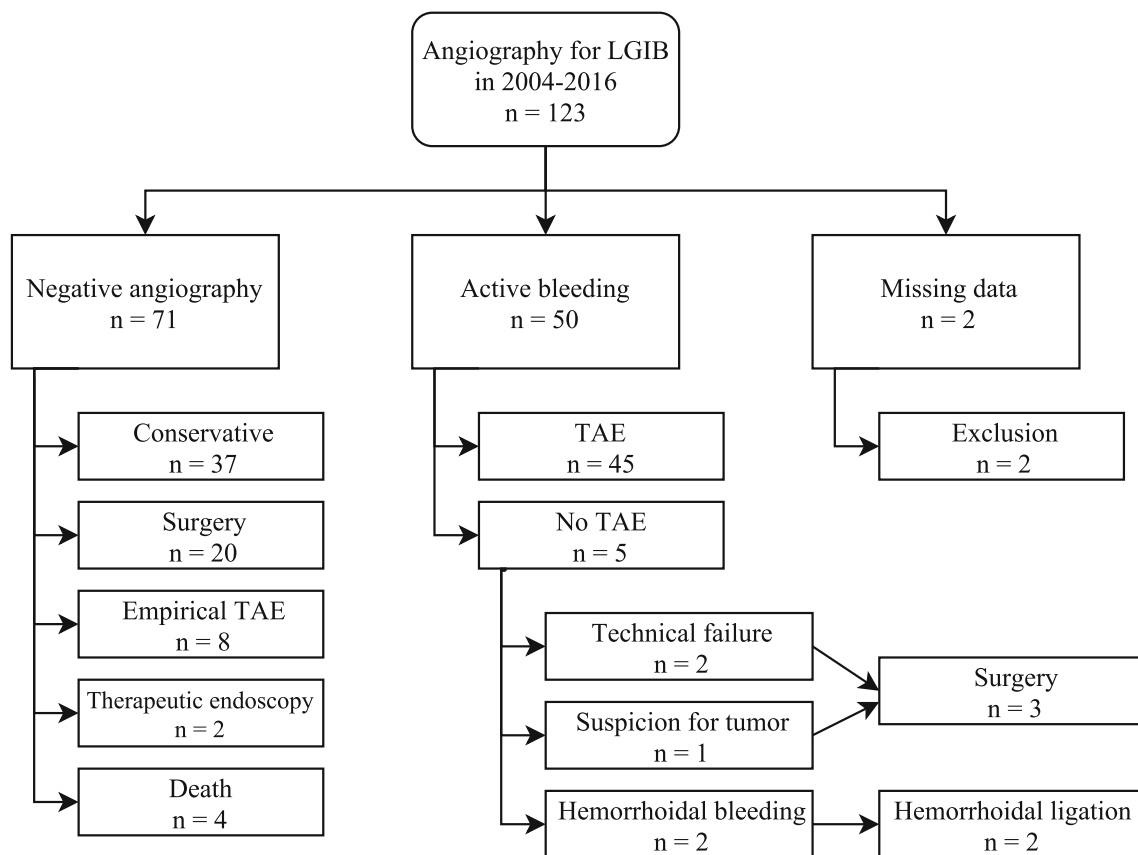 Angiography for LGIB
in 2004-2016
n = 123
Negative angiography
n = 71
Active bleeding
n = 50
Missing data
n = 2
Conservative
n = 37
Surgery
n = 20
Empirical TAE
n = 8
Therapeutic endoscopy
n = 2
Death
n = 4
TAE
n = 45
No TAE
n = 5
Technical failure
n = 2
Suspicion for tumor
n = 1
Hemorrhoidal bleeding
n = 2
Exclusion
n = 2
Surgery
n = 3
Hemorrhoidal ligation
n = 2